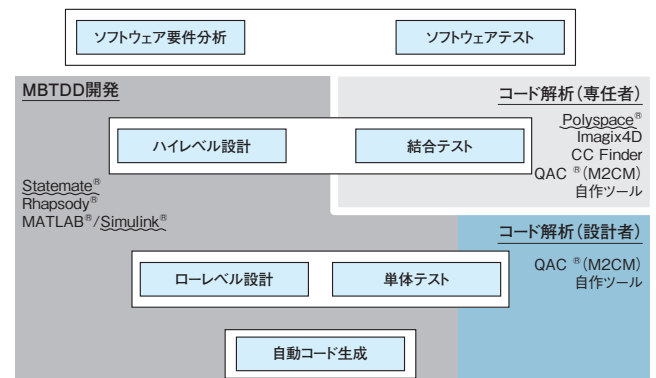 ソフトウェア要件分析
ソフトウェアテスト
MBTDD開発
コード解析(専任者)
Polyspace®
Imagix4D
CC Finder
QAC ®(M2CM)
自作ツール
ハイレベル設計
結合テスト
Statemate®
Rhapsody®
MATLAB®/Simulink®
コード解析(設計者)
QAC ®(M2CM)
自作ツール
ローレベル設計
単体テスト
自動コード生成